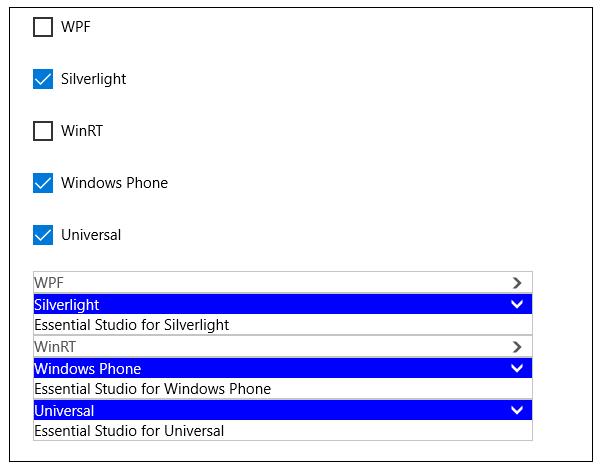 WPF
Silverlight
WinRT
Windows Phone
Universal
WPF
Silverlight
Essential Studio for Silverlight
WinRT
Windows Phone
Essential Studio for Windows Phone
Universal
Essential Studio for Universal